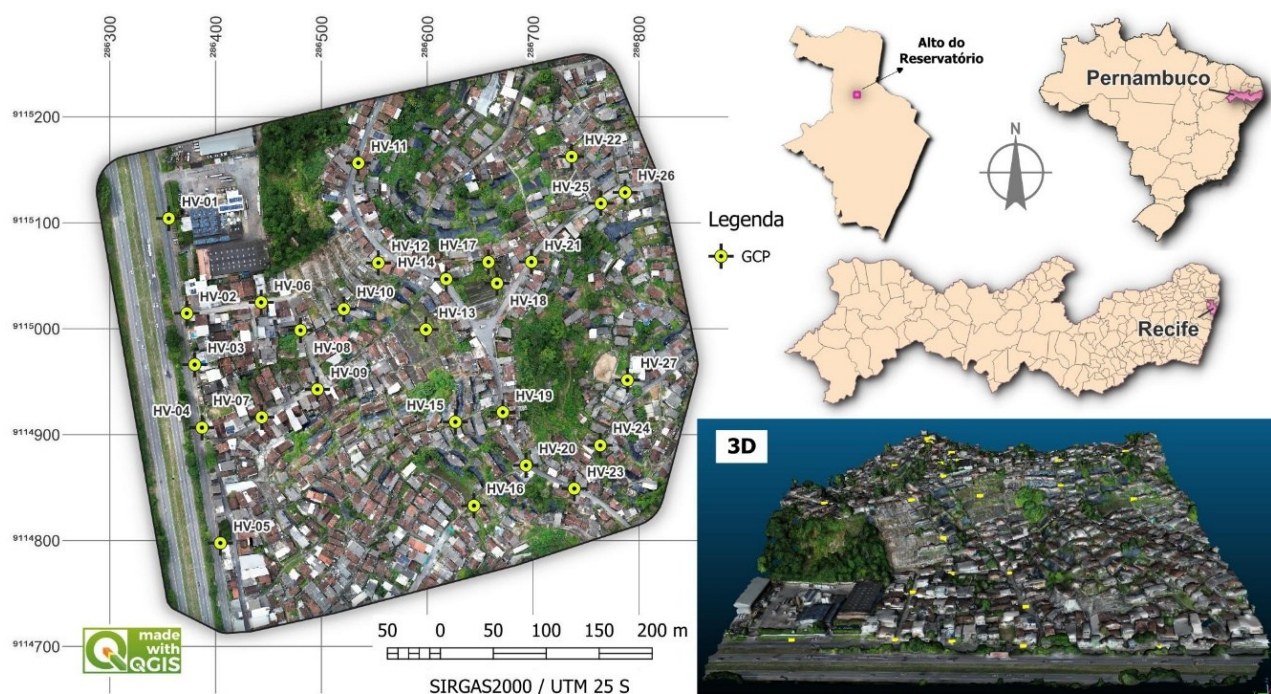 286300
286400
286500
286600
286700
286800
9115200
9115100
9115000
9114900
9114800
9114700
HV-11
HV-22
HV-25
HV-26
HV-01
HV-12
HV-14
HV-17
HV-21
HV-02
HV-06
HV-10
HV-18
HV-13
HV-03
HV-08
HV-09
HV-27
HV-04
HV-07
HV-15
HV-19
HV-24
HV-20
HV-23
HV-16
HV-05
made
with
QGIS
50 0 50 100 150 200 m
SIRGAS2000 / UTM 25 S
Legenda
GCP
Alto do
Reservatório
N
Pernambuco
Recife
3D